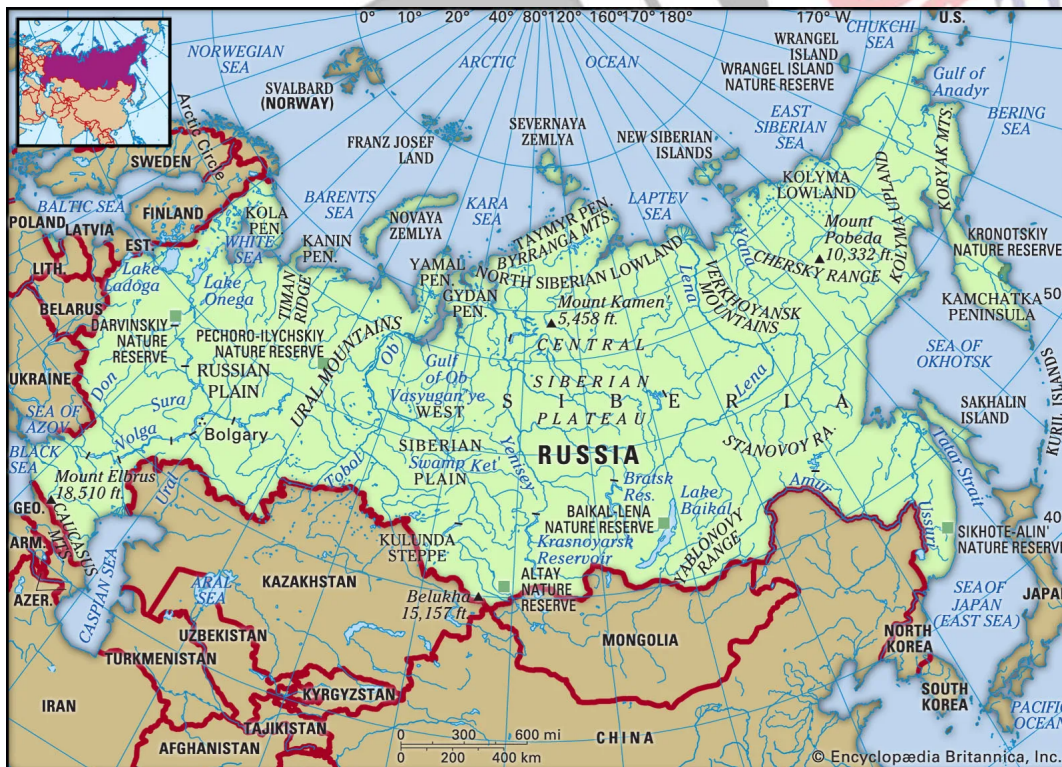 0°
10°
20°
40°
80°
120°
160°
170°
180°
170° W
CHUKCHI
SEA
U.S.
NORWEGIAN
SEA
ARCTIC
OCEAN
WRANGEL
ISLAND
WRANGEL ISLAND
NATURE RESERVE
Gulf of
Anadyr
SVALBARD
(NORWAY)
BERING
SEA
Arctic Circle
FRANZ JOSEF
LAND
SEVERNAYA
ZEMLYA
NEW SIBERIAN
ISLANDS
EAST
SIBERIAN
SEA
KORYAK MTS.
SWEDEN
KOLYMA
LOWLAND
KOLYMA UPLAND
BALTIC SEA
FINLAND
BARENTS
SEA
KARA
SEA
LAPTEV
SEA
POLAND
LATVIA
KOLA
PEN.
NOVAYA
ZEMLYA
TAYMYR PEN.
BYRRANGA MTS.
Mount
Pobeda
10,332 ft.
KRONOTSKIY
NATURE RESERVE
EST.
WHITE
SEA
KANIN
PEN.
Yana
CHERSKY RANGE
LITH.
Lake
Ladoga
YAMAL
PEN.
NORTH SIBERIAN LOWLAND
Lena
VERKHOYANSK
MOUNTAINS
Lake
Onega
TIMAN
RIDGE
GYDAN
PEN.
KAMCHATKA
PENINSULA
50
BELARUS
Mount Kamen'
5,458 ft.
DARVINSKIY
NATURE
RESERVE
PECHORO-ILYCHSKIY
NATURE RESERVE
URAL MOUNTAINS
Ob
CENTRAL
SEA OF
OKHOTSK
RUSSIAN
PLAIN
Gulf
of Ob
UKRAINE
Don
SIBERIAN
Lena
Vasyugan'ye
WEST
SIBERIA
SAKHALIN
ISLAND
KURIL ISLANDS
Sura
PLATEAU
SEA OF
AZOV
Volga
Bolgary
STANOVOY RA.
BLACK
SEA
SIBERIAN
PLAIN
Swamp
Ket'
Yenisey
RUSSIA
Tatar Strait
Mount Elbrus
18,510 ft.
Ural
Tobol
Bratsk
Res.
Lake
Baikal
Amur
GEO.
CAUCASUS
MTS.
BAIKAL-LENA
NATURE RESERVE
YABLONOVY
RANGE
Ussuri
40
ARM.
KULUNDA
STEPPE
Krasnoyarsk
Reservoir
SIKHOTE-ALIN'
NATURE RESERVE
AZER.
CASPIAN SEA
ARAL
SEA
KAZAKHSTAN
Belukha
15,157 ft.
ALTAY
NATURE
RESERVE
SEA OF
JAPAN
(EAST SEA)
JAPA
UZBEKISTAN
MONGOLIA
NORTH
KOREA
TURKMENISTAN
IRAN
KYRGYZSTAN
SOUTH
KOREA
TAJIKISTAN
PACIFIC
OCEAN
AFGHANISTAN
0 300 600 mi
0 200 400 km
CHINA
© Encyclopædia Britannica, Inc.